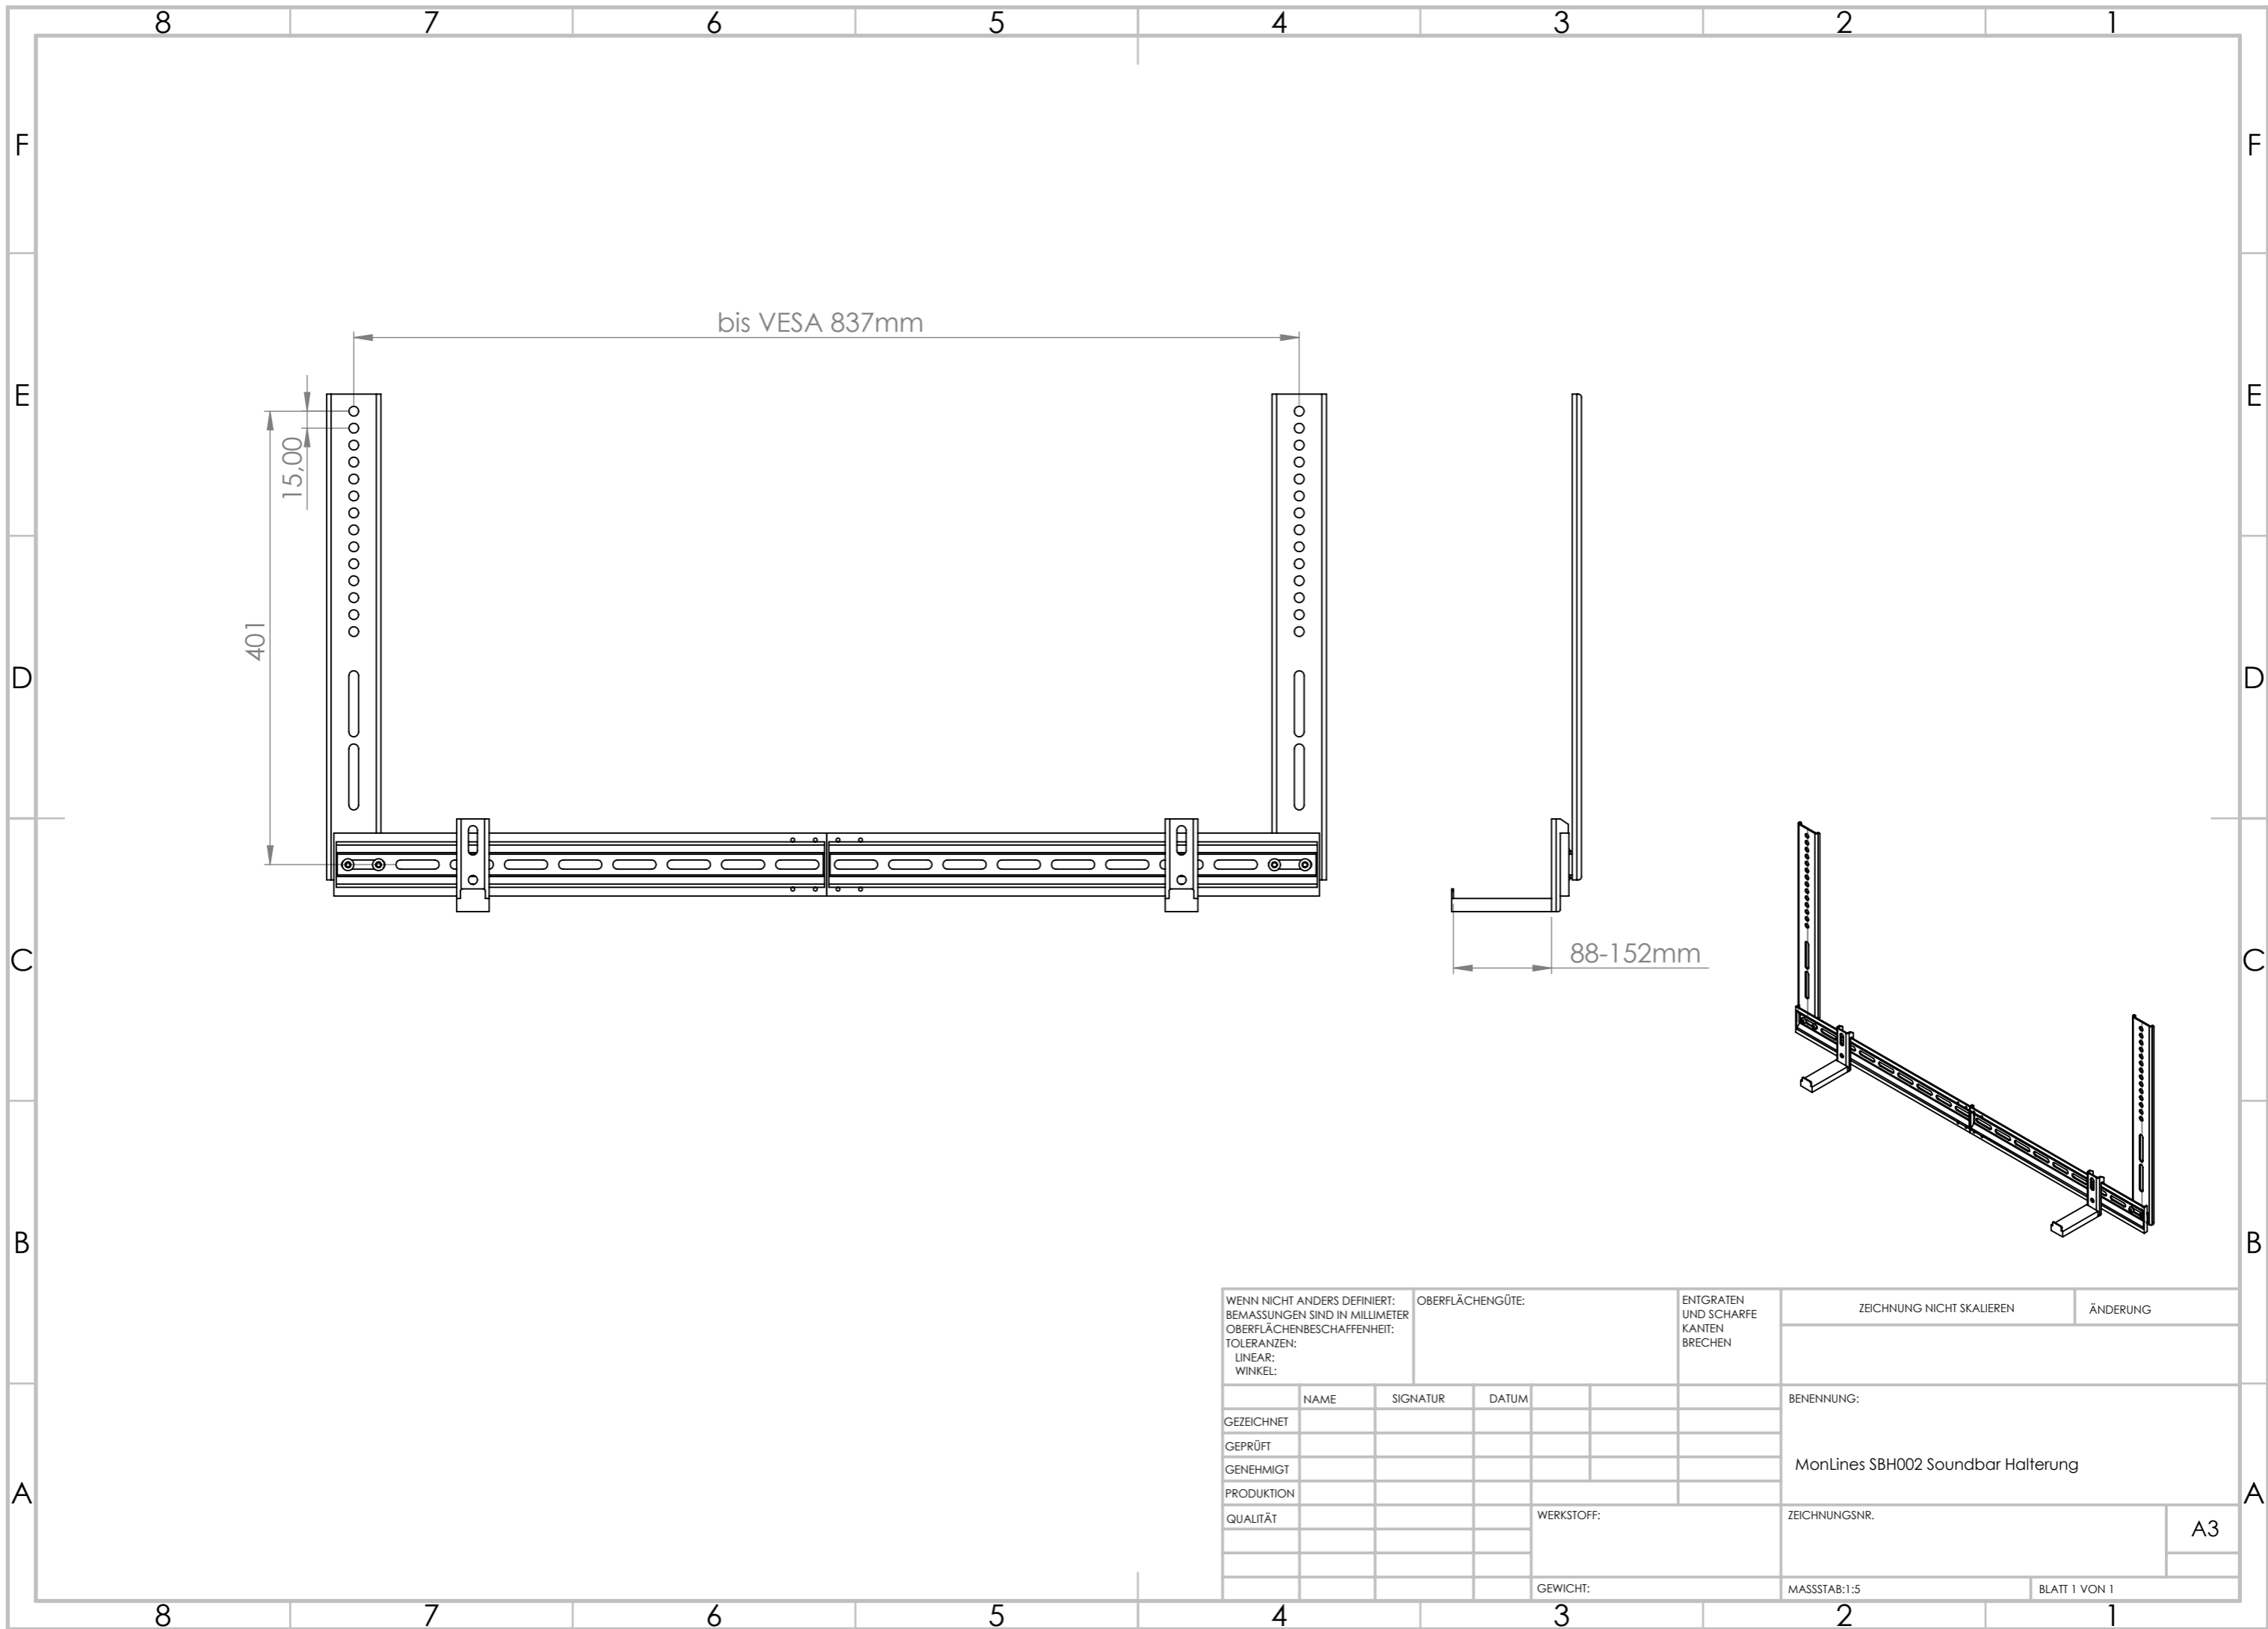 8 7 6 5 4 3 2 1
F F
bis VESA 837mm
E E
15,00
401
D D
88-152mm
C C
B B
WENN NICHT ANDERS DEFINIERT:
BEMASSUNGEN SIND IN MILLIMETER
OBERFLÄCHENBESCHAFFENHEIT:
TOLERANZEN:
LINEAR:
WINKEL:
OBERFLÄCHENGÜTE:
ENTGRATEN
UND SCHARFE
KANTEN
BRECHEN
ZEICHNUNG NICHT SKALIEREN
ÄNDERUNG
NAME SIGNATUR DATUM
GEZEICHNET
GEPRÜFT
GENEHMIGT
PRODUKTION
QUALITÄT
BENENNUNG:
MonLines SBH002 Soundbar Halterung
A A
WERKSTOFF:
ZEICHNUNGSNR.
A3
GEWICHT:
MASSSTAB:1:5
BLATT 1 VON 1
8 7 6 5 4 3 2 1